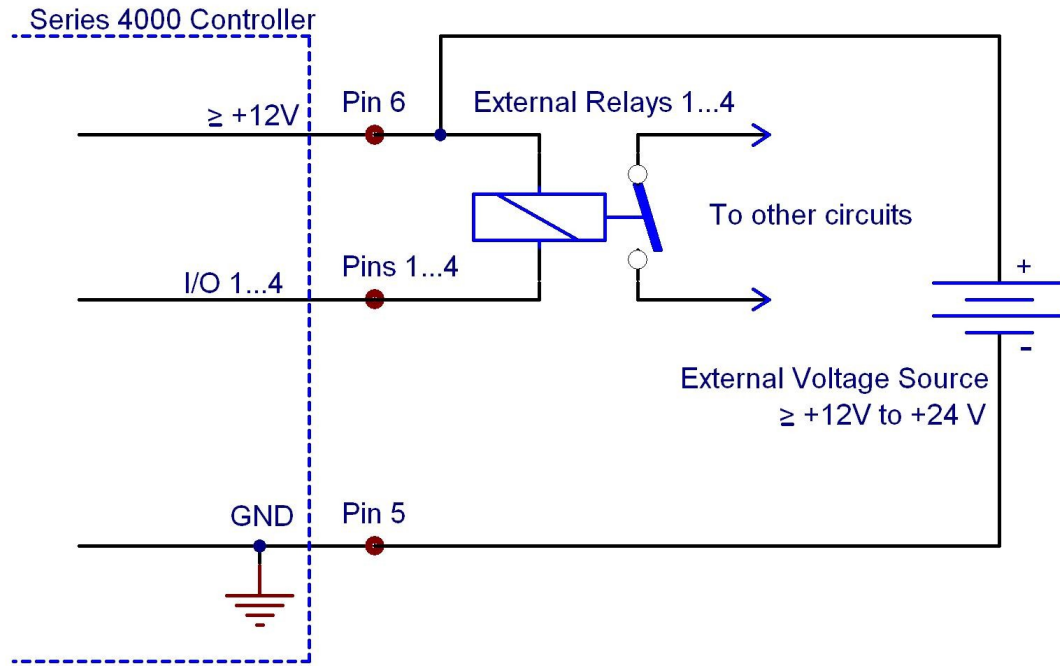 Series 4000 Controller
≥ +12V
Pin 6
External Relays 1...4
To other circuits
I/O 1...4
Pins 1...4
+
-
External Voltage Source
≥ +12V to +24 V
GND
Pin 5